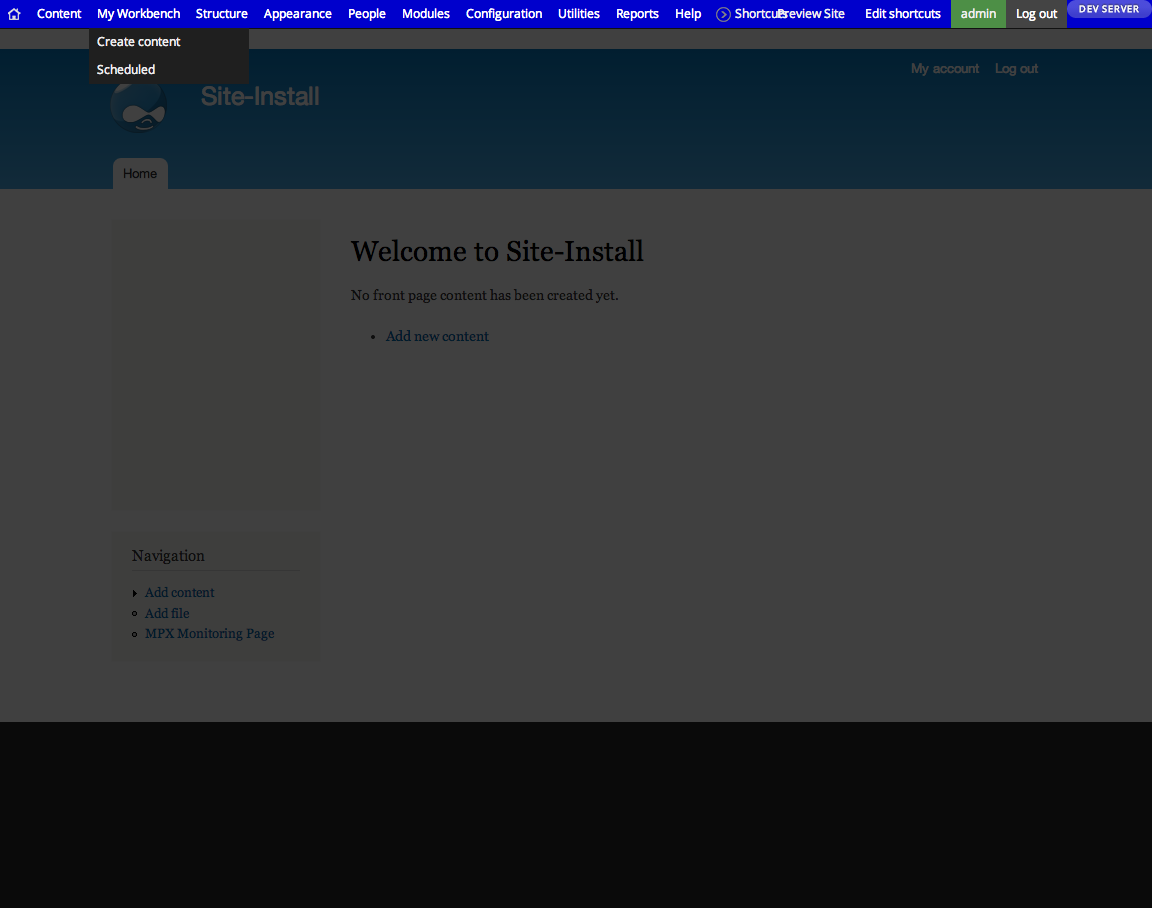 Content My Workbench Structure Appearance People Modules Configuration Utilities Reports Help Shortcuts Preview Site Edit shortcuts admin Log out DEV SERVER
Create content
Scheduled
My account Log out
Site-Install
Home
Welcome to Site-Install
No front page content has been created yet.
Add new content
Navigation
Add content
Add file
MPX Monitoring Page